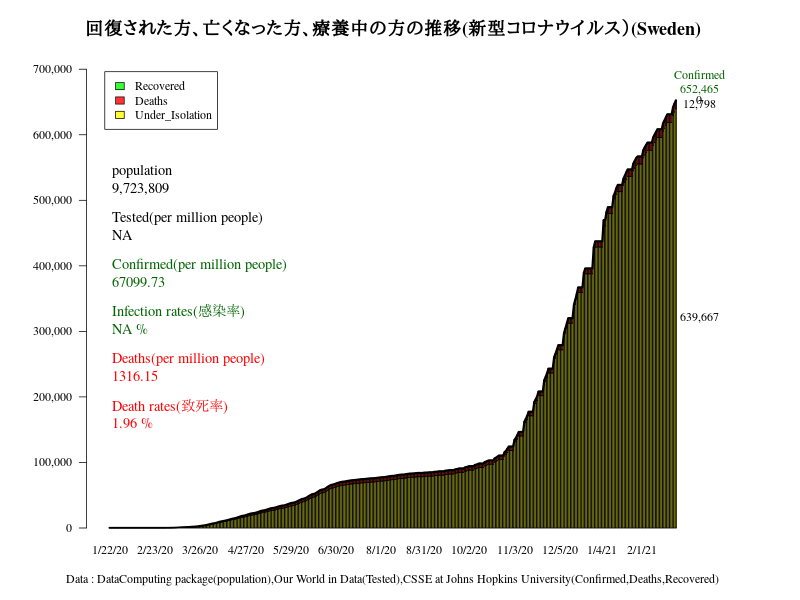 回復された方、亡くなった方、療養中の方の推移(新型コロナウイルス)(Sweden)
700,000
600,000
500,000
400,000
300,000
200,000
100,000
0
Recovered
Deaths
Under_Isolation
population
9,723,809
Tested(per million people)
NA
Confirmed(per million people)
67099.73
Infection rates(感染率)
NA %
Deaths(per million people)
1316.15
Death rates(致死率)
1.96 %
Confirmed
652,465
0
12,798
639,667
1/22/20 2/23/20 3/26/20 4/27/20 5/29/20 6/30/20 8/1/20 8/31/20 10/2/20 11/3/20 12/5/20 1/4/21 2/1/21
Data : DataComputing package(population),Our World in Data(Tested),CSSE at Johns Hopkins University(Confirmed,Deaths,Recovered)